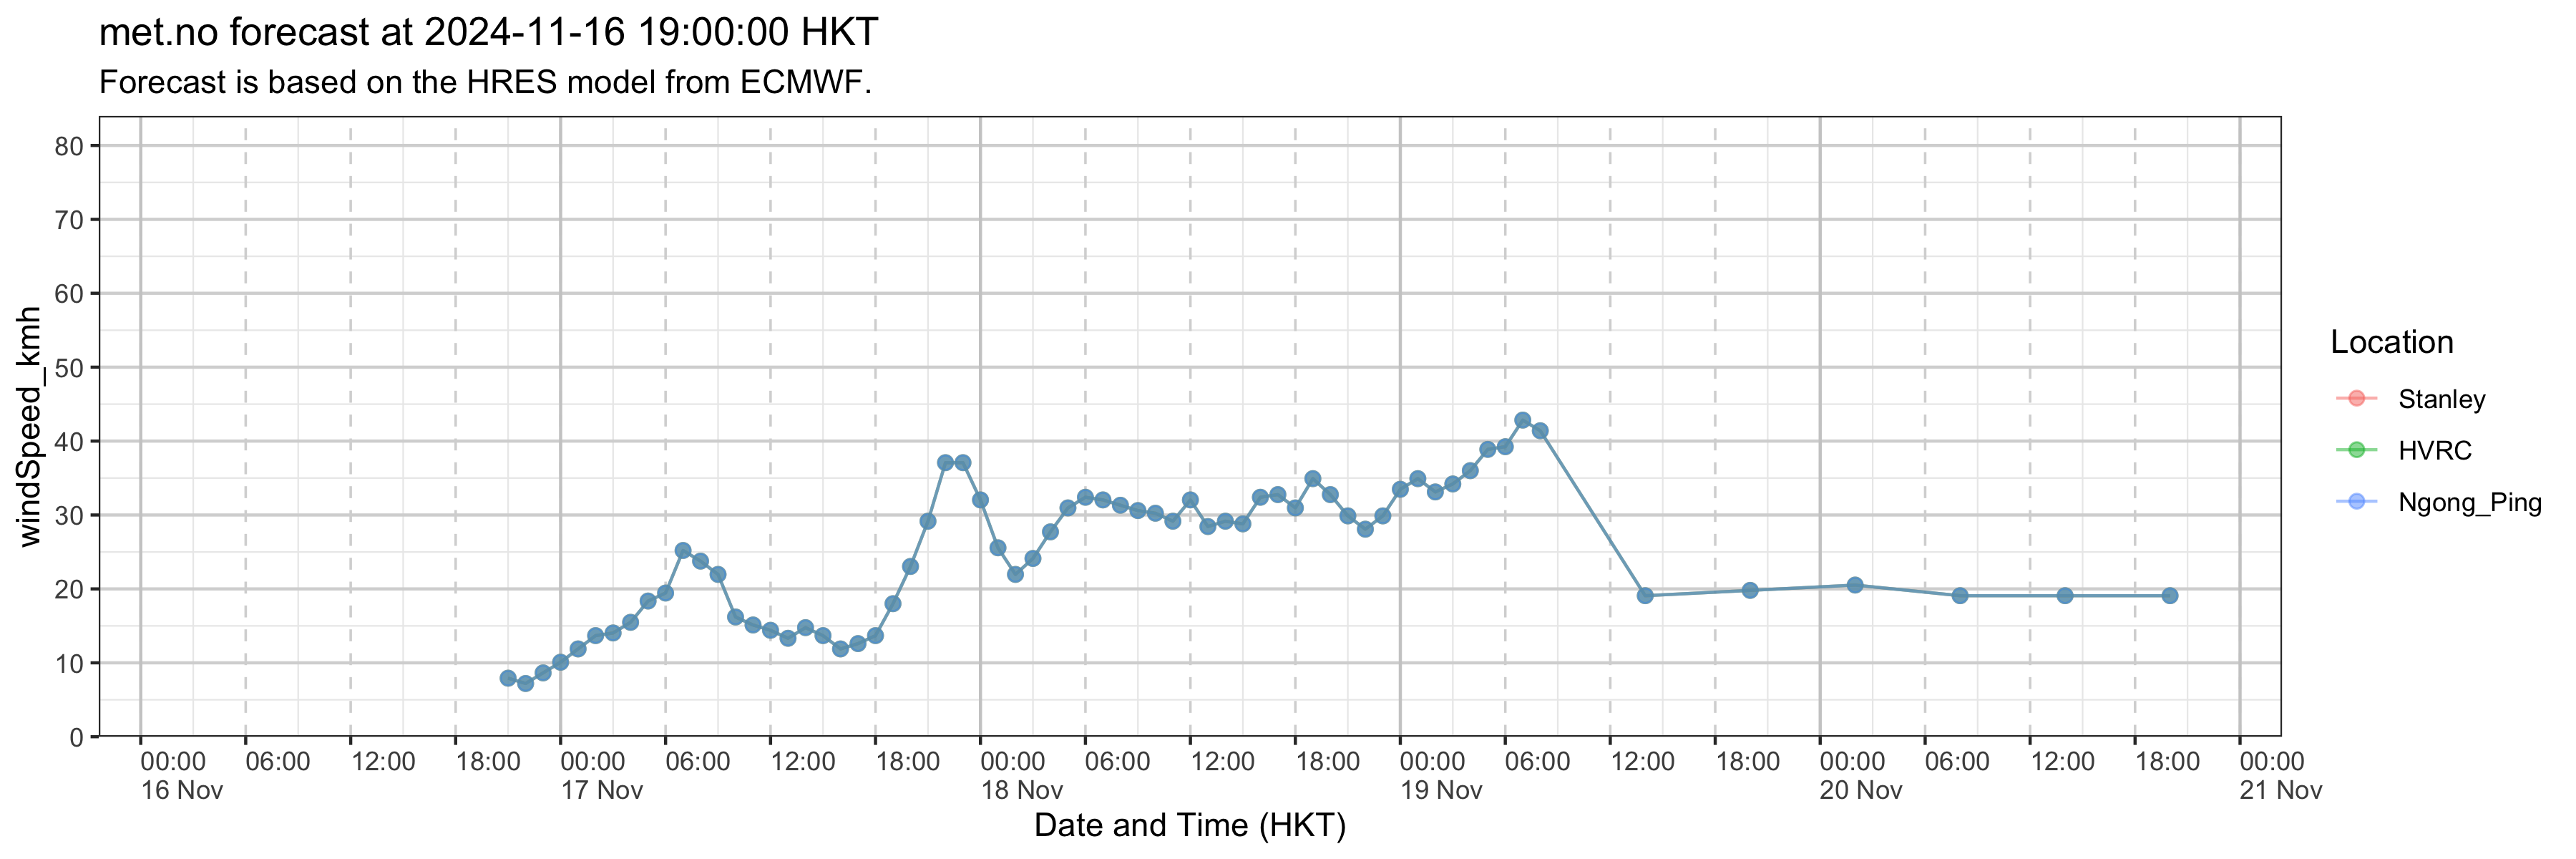 met.no forecast at 2024-11-16 19:00:00 HKT
Forecast is based on the HRES model from ECMWF.
windSpeed_kmh
80
70
60
50
40
30
20
10
0
00:00 06:00 12:00 18:00 00:00 06:00 12:00 18:00 00:00 06:00 12:00 18:00 00:00 06:00 12:00 18:00 00:00 06:00 12:00 18:00 00:00
16 Nov 17 Nov 18 Nov 19 Nov 20 Nov 21 Nov
Date and Time (HKT)
Location
Stanley
HVRC
Ngong_Ping